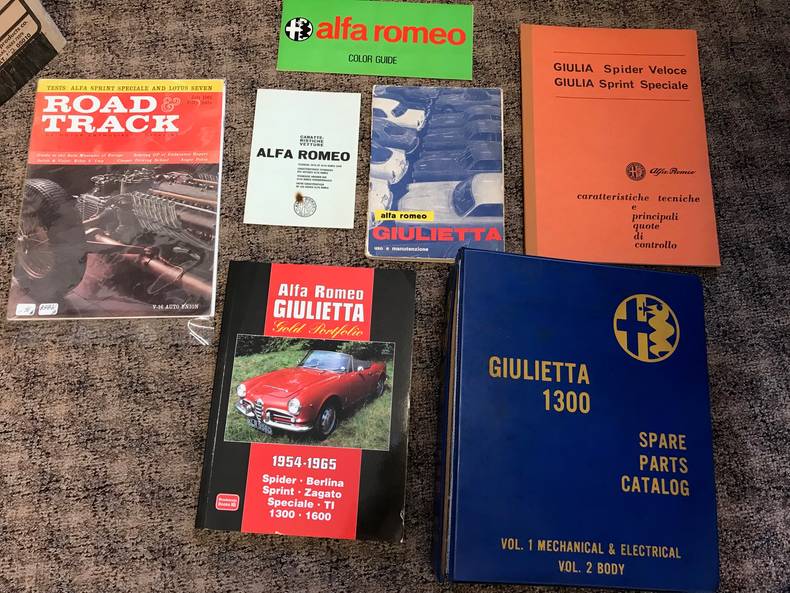 alfa romeo
COLOR GUIDE
TESTS: ALFA SPRINT SPECIALE AND LOTUS SEVEN
ROAD &
TRACK
V-16 AUTO UNION
CARATTE-
RISTICHE
VETTURE
ALFA ROMEO
alfa romeo
GIULIETTA
uso e manutenzione
GIULIA Spider Veloce
GIULIA Sprint Speciale
Alfa-Romeo
caratteristiche tecniche
e
principali
quote
di
controllo
Alfa Romeo
GIULIETTA
Gold Portfolio
1954-1965
Spider · Berlina
Sprint · Zagato
Speciale · TI
1300 · 1600
GIULIETTA
1300
SPARE
PARTS
CATALOG
VOL. 1 MECHANICAL & ELECTRICAL
VOL. 2 BODY